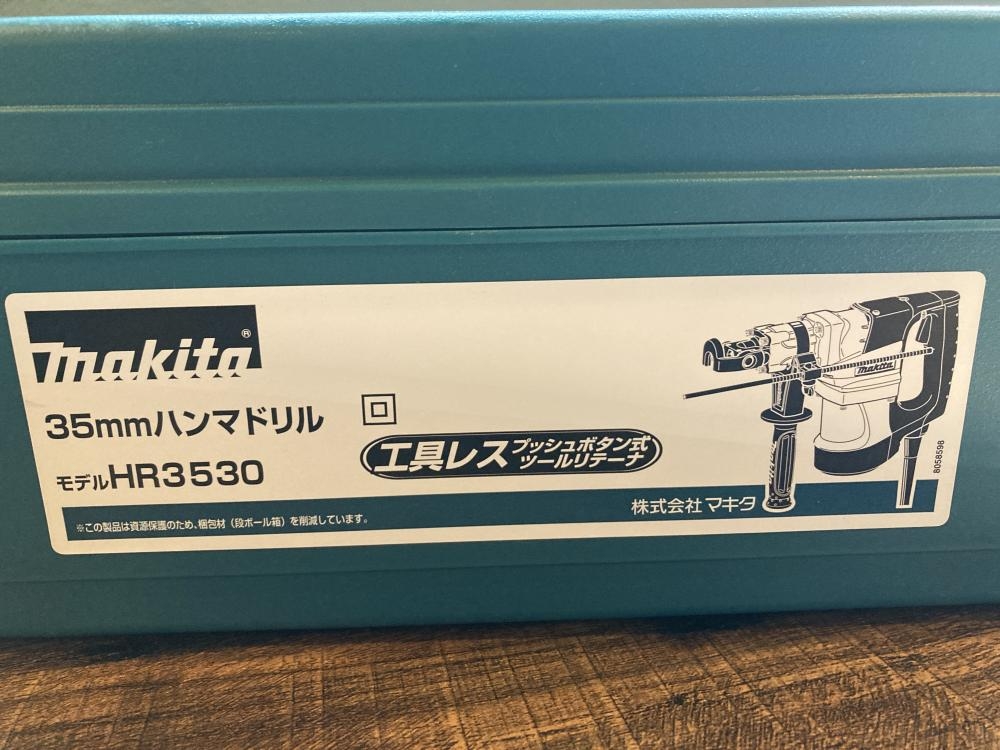 makita®
35mmハンマドリル
モデルHR3530
工具レス プッシュボタン式
ツールリテーナ
makita
8058598
株式会社 マキタ
※この製品は資源保護のため、梱包材（段ボール箱）を削減しています。